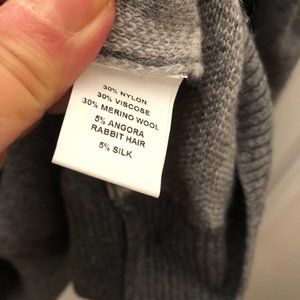 30% NYLON
30% VISCOSE
30% MERINO WOOL
5% ANGORA
RABBIT HAIR
5% SILK